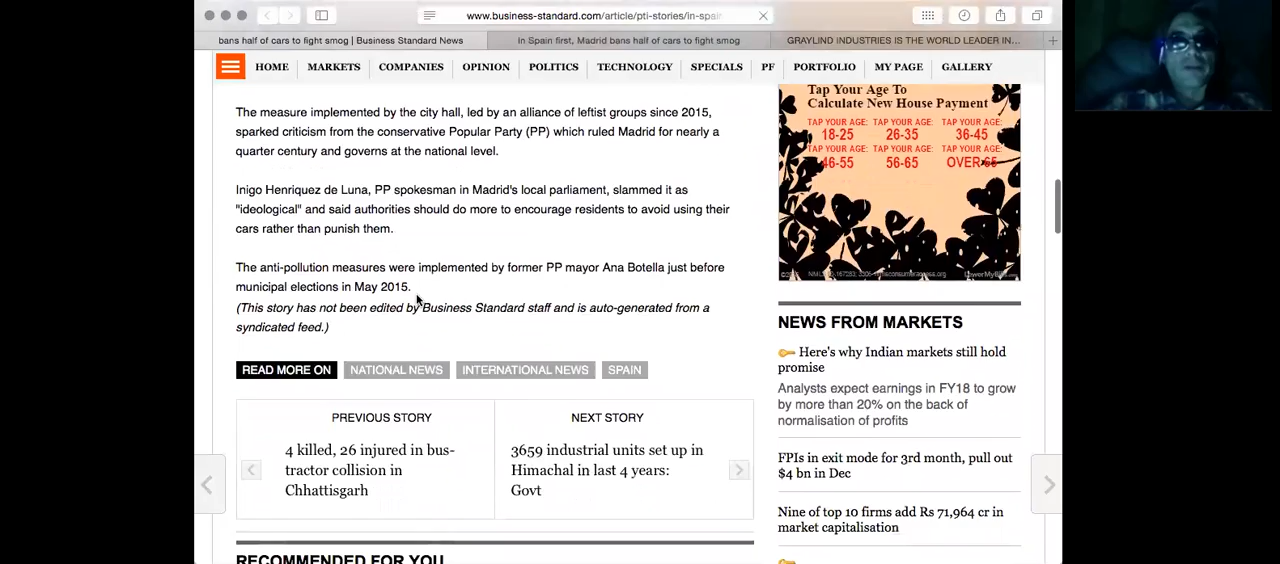 www.business-standard.com/article/pti-stories/in-spain
bans half of cars to fight smog | Business Standard News
In Spain first, Madrid bans half of cars to fight smog
GRAYLIND INDUSTRIES IS THE WORLD LEADER IN...
HOME
MARKETS
COMPANIES
OPINION
POLITICS
TECHNOLOGY
SPECIALS
PF
PORTFOLIO
MY PAGE
GALLERY
The measure implemented by the city hall, led by an alliance of leftist groups since 2015,
sparked criticism from the conservative Popular Party (PP) which ruled Madrid for nearly a
quarter century and governs at the national level.
Inigo Henriquez de Luna, PP spokesman in Madrid's local parliament, slammed it as
"ideological" and said authorities should do more to encourage residents to avoid using their
cars rather than punish them.
The anti-pollution measures were implemented by former PP mayor Ana Botella just before
municipal elections in May 2015.
(This story has not been edited by Business Standard staff and is auto-generated from a
syndicated feed.)
READ MORE ON
NATIONAL NEWS
INTERNATIONAL NEWS
SPAIN
PREVIOUS STORY
4 killed, 26 injured in bus-
tractor collision in
Chhattisgarh
NEXT STORY
3659 industrial units set up in
Himachal in last 4 years:
Govt
RECOMMENDED FOR YOU
Tap Your Age To
Calculate New House Payment
TAP YOUR AGE: TAP YOUR AGE: TAP YOUR AGE:
18-25 26-35 36-45
TAP YOUR AGE: TAP YOUR AGE: TAP YOUR AGE:
46-55 56-65 OVER 65
LowerMyBills.com
NEWS FROM MARKETS
Here's why Indian markets still hold
promise
Analysts expect earnings in FY18 to grow
by more than 20% on the back of
normalisation of profits
FPIs in exit mode for 3rd month, pull out
$4 bn in Dec
Nine of top 10 firms add Rs 71,964 cr in
market capitalisation